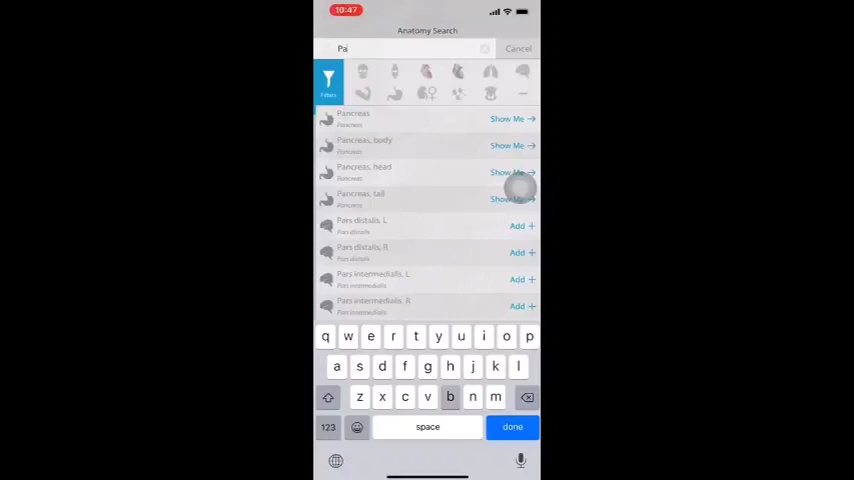 10:47
Anatomy Search
Pa
Cancel
Filters
Pancreas
Pancreas
Show Me
Pancreas, body
Pancreas
Show Me
Pancreas, head
Pancreas
Show Me
Pancreas, tail
Pancreas
Show Me
Pars distalis, L
Pars distalis
Add +
Pars distalis, R
Pars distalis
Add +
Pars intermedialis, L
Pars intermedialis
Add +
Pars intermedialis, R
Pars intermedialis
Add +
q w e r t y u i o p
a s d f g h j k l
z x c v b n m
123
space
done